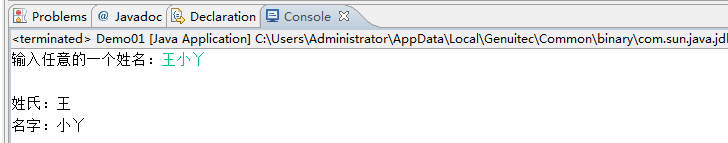 Problems @ Javadoc Declaration Console
<terminated> Demo01 [Java Application] C:\Users\Administrator\AppData\Local\Genuitec\Common\binary\com.sun.java.jd
输入任意的一个姓名：王小丫
姓氏：王
名字：小丫